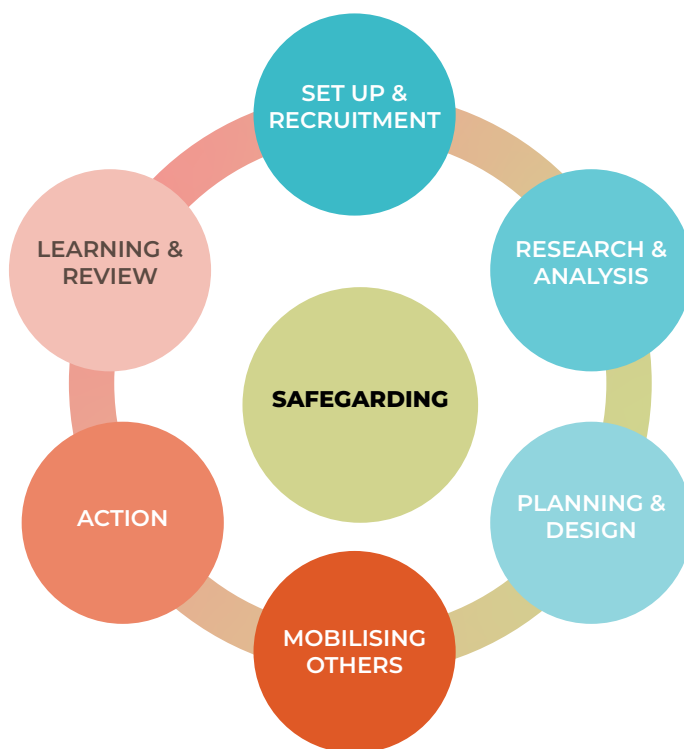 SET UP &
RECRUITMENT
RESEARCH &
ANALYSIS
PLANNING &
DESIGN
MOBILISING
OTHERS
ACTION
LEARNING &
REVIEW
SAFEGARDING